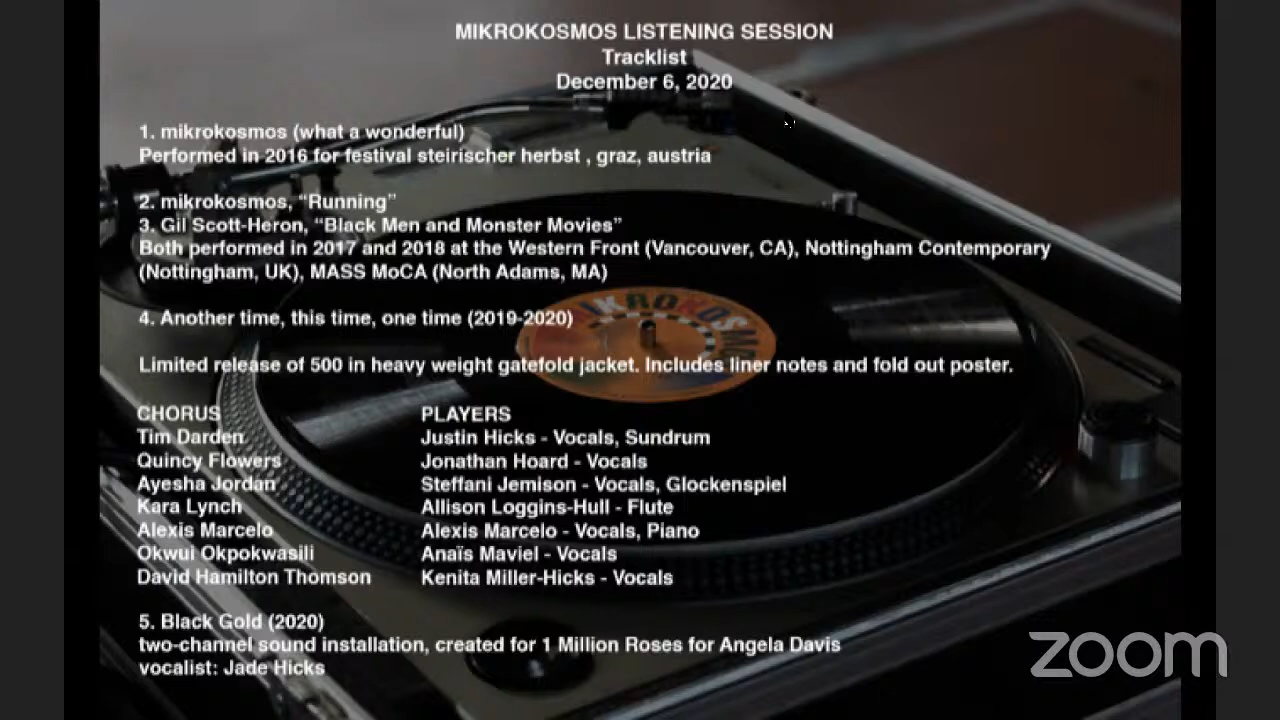 MIKROKOSMOS LISTENING SESSION
Tracklist
December 6, 2020
1. mikrokosmos (what a wonderful)
Performed in 2016 for festival steirischer herbst , graz, austria
2. mikrokosmos, “Running”
3. Gil Scott-Heron, “Black Men and Monster Movies”
Both performed in 2017 and 2018 at the Western Front (Vancouver, CA), Nottingham Contemporary
(Nottingham, UK), MASS MoCA (North Adams, MA)
4. Another time, this time, one time (2019-2020)
MIKROKOSMOS
Limited release of 500 in heavy weight gatefold jacket. Includes liner notes and fold out poster.
CHORUS
Tim Darden
Quincy Flowers
Ayesha Jordan
Kara Lynch
Alexis Marcelo
Okwui Okpokwasili
David Hamilton Thomson
PLAYERS
Justin Hicks - Vocals, Sundrum
Jonathan Hoard - Vocals
Steffani Jemison - Vocals, Glockenspiel
Allison Loggins-Hull - Flute
Alexis Marcelo - Vocals, Piano
Anaïs Maviel - Vocals
Kenita Miller-Hicks - Vocals
5. Black Gold (2020)
two-channel sound installation, created for 1 Million Roses for Angela Davis
vocalist: Jade Hicks
zoom